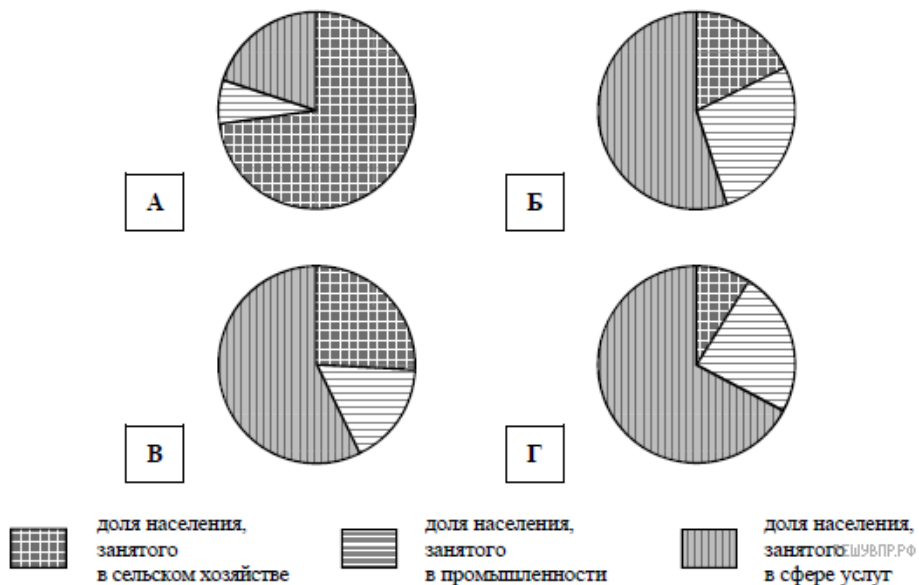 А
Б
В
Г
доля населения,
занятого
в сельском хозяйстве
доля населения,
занятого
в промышленности
доля населения,
занятого
в сфере услуг
РЕШУВПР.РФ